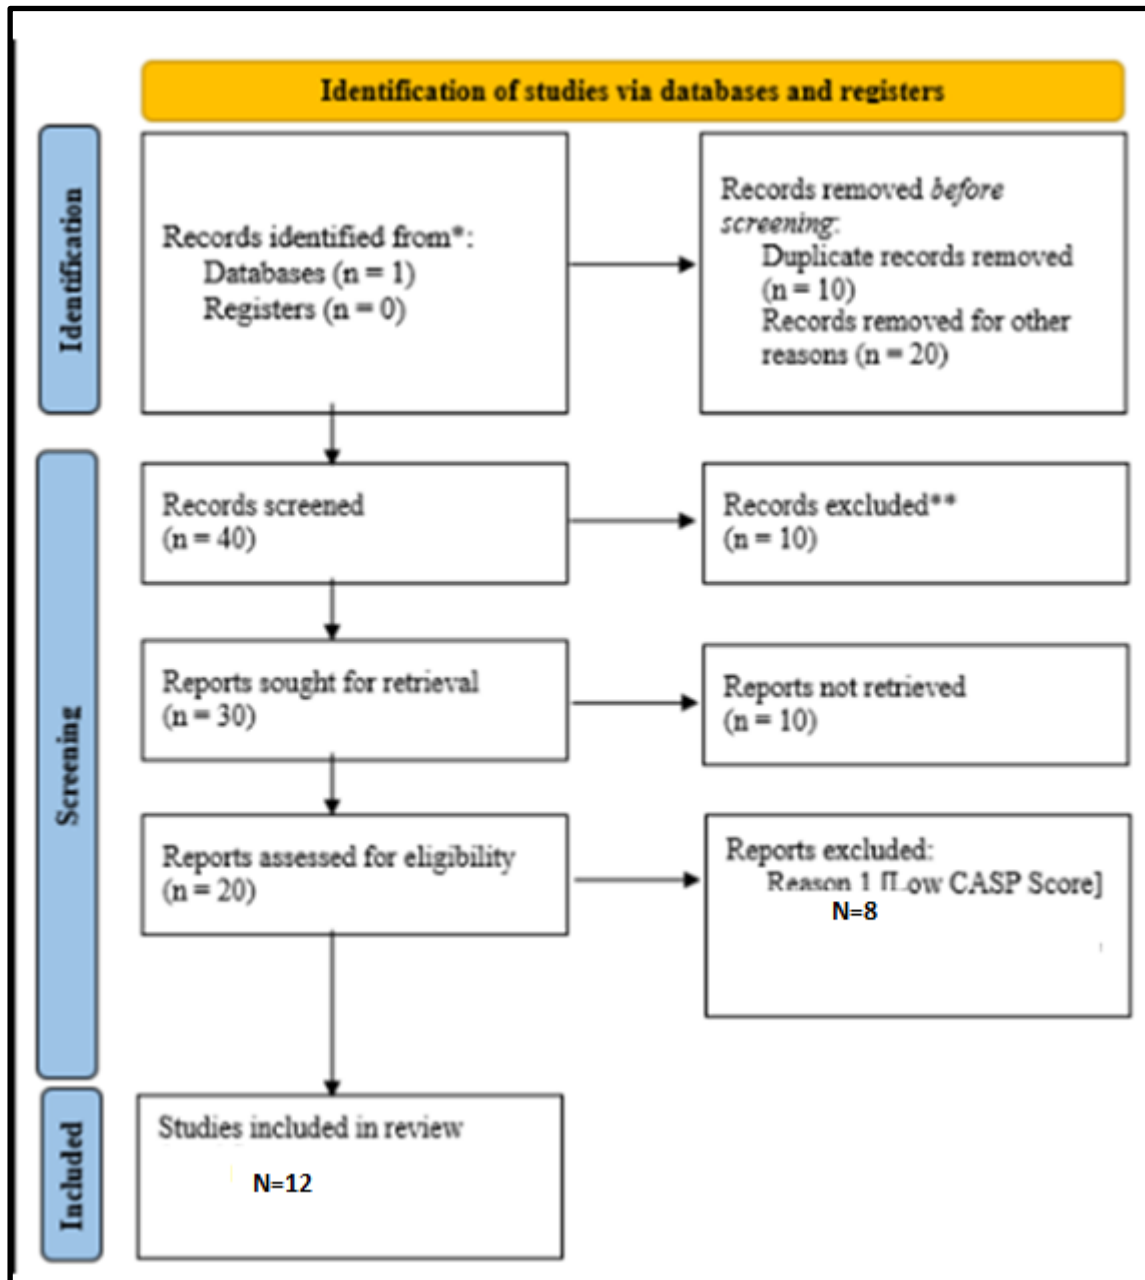 Identification of studies via databases and registers
Identification
Records identified from*:
Databases (n = 1)
Registers (n = 0)
Records removed before
screening:
Duplicate records removed
(n = 10)
Records removed for other
reasons (n = 20)
Screening
Records screened
(n = 40)
Records excluded**
(n = 10)
Reports sought for retrieval
(n = 30)
Reports not retrieved
(n = 10)
Reports assessed for eligibility
(n = 20)
Reports excluded:
Reason 1 [Low CASP Score]
N=8
Included
Studies included in review
N=12